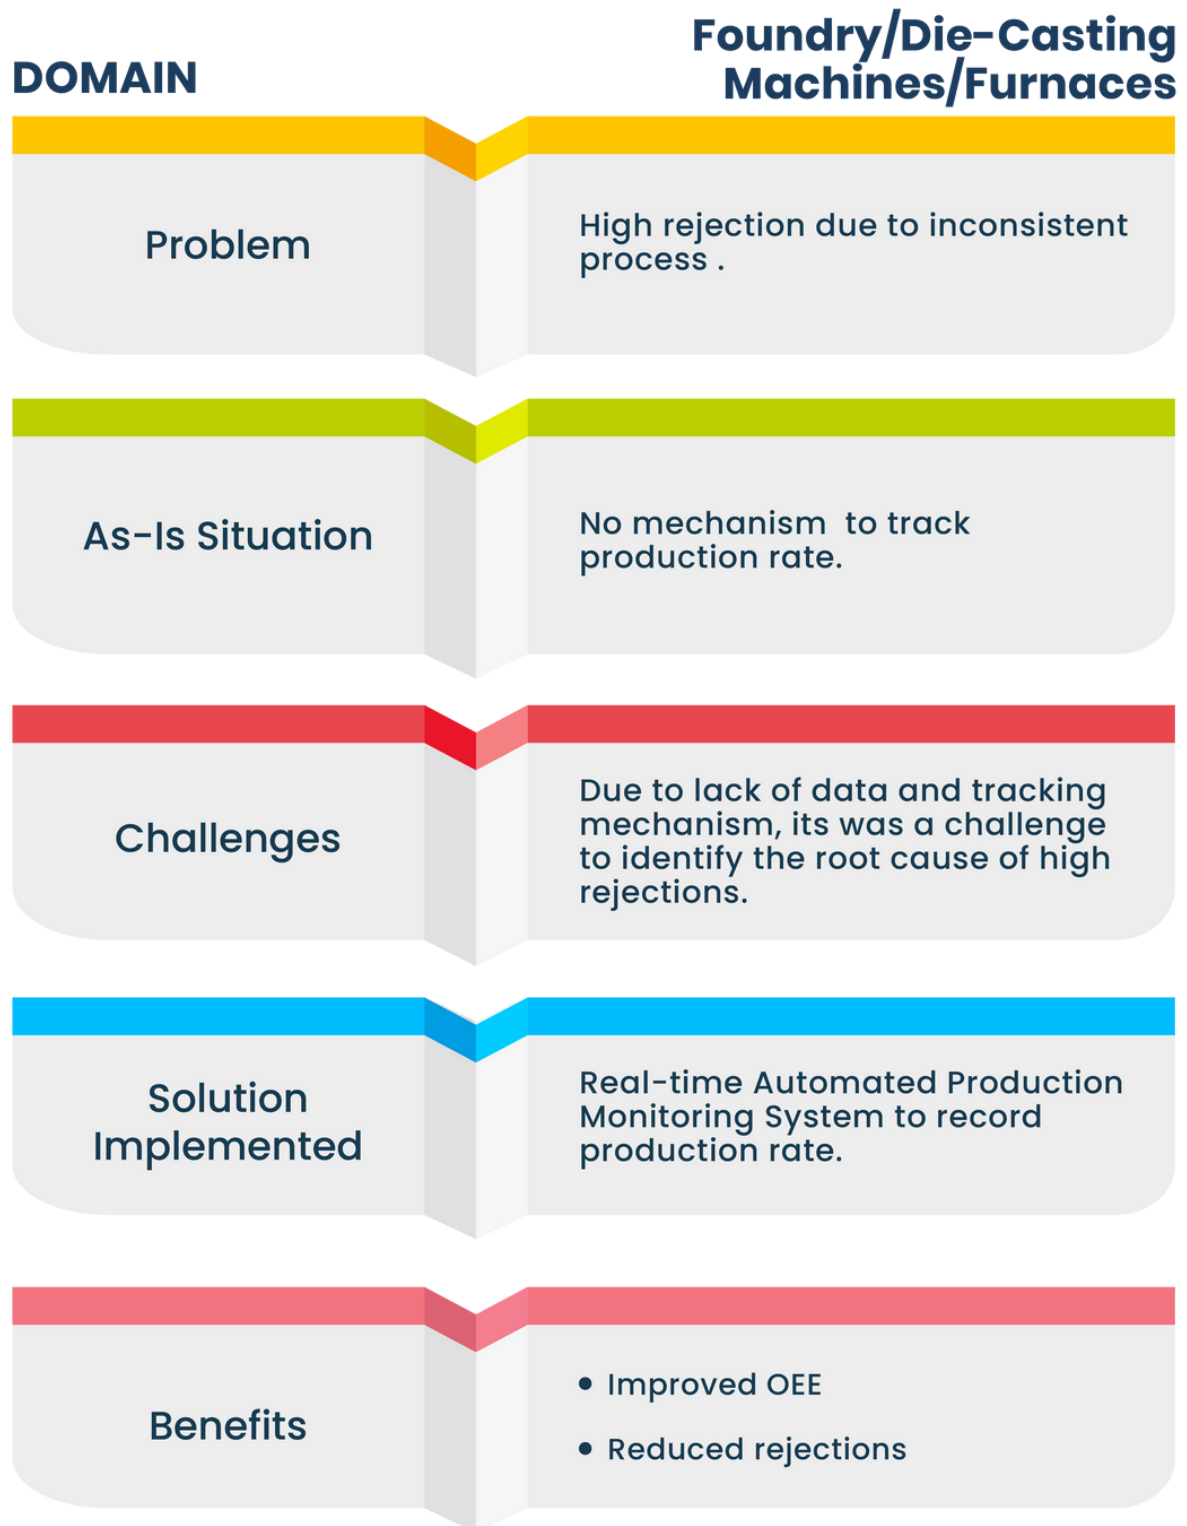 DOMAIN
Foundry/Die-Casting
Machines/Furnaces
Problem
High rejection due to inconsistent
process .
As-Is Situation
No mechanism  to track
production rate.
Challenges
Due to lack of data and tracking
mechanism, its was a challenge
to identify the root cause of high
rejections.
Solution
Implemented
Real-time Automated Production
Monitoring System to record
production rate.
Benefits
• Improved OEE
• Reduced rejections